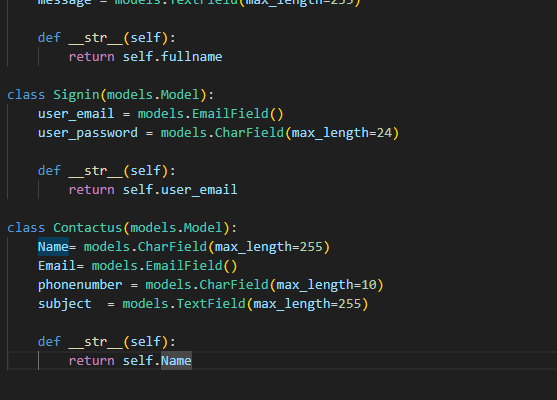 message = models.TextField(max_length=255)
def __str__(self):
return self.fullname
class Signin(models.Model):
user_email = models.EmailField()
user_password = models.CharField(max_length=24)
def __str__(self):
return self.user_email
class Contactus(models.Model):
Name= models.CharField(max_length=255)
Email= models.EmailField()
phonenumber = models.CharField(max_length=10)
subject  = models.TextField(max_length=255)
def __str__(self):
return self.Name